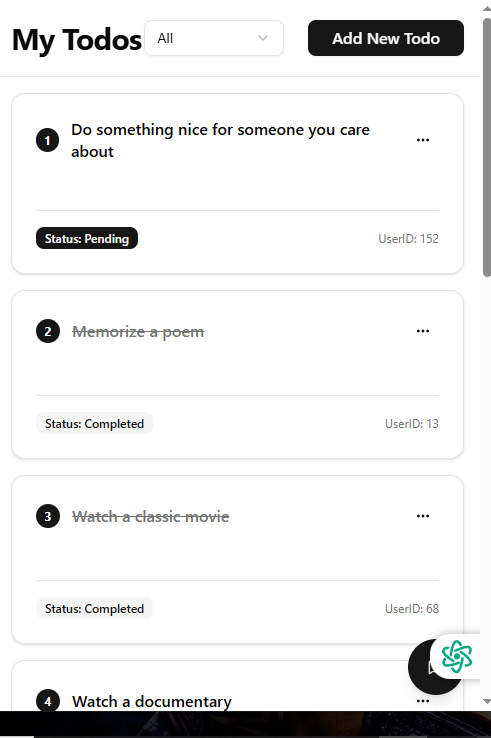 My Todos
All
Add New Todo
1
Do something nice for someone you care
about
...
Status: Pending
UserID: 152
2
Memorize a poem
...
Status: Completed
UserID: 13
3
Watch a classic movie
...
Status: Completed
UserID: 68
4
Watch a documentary
...